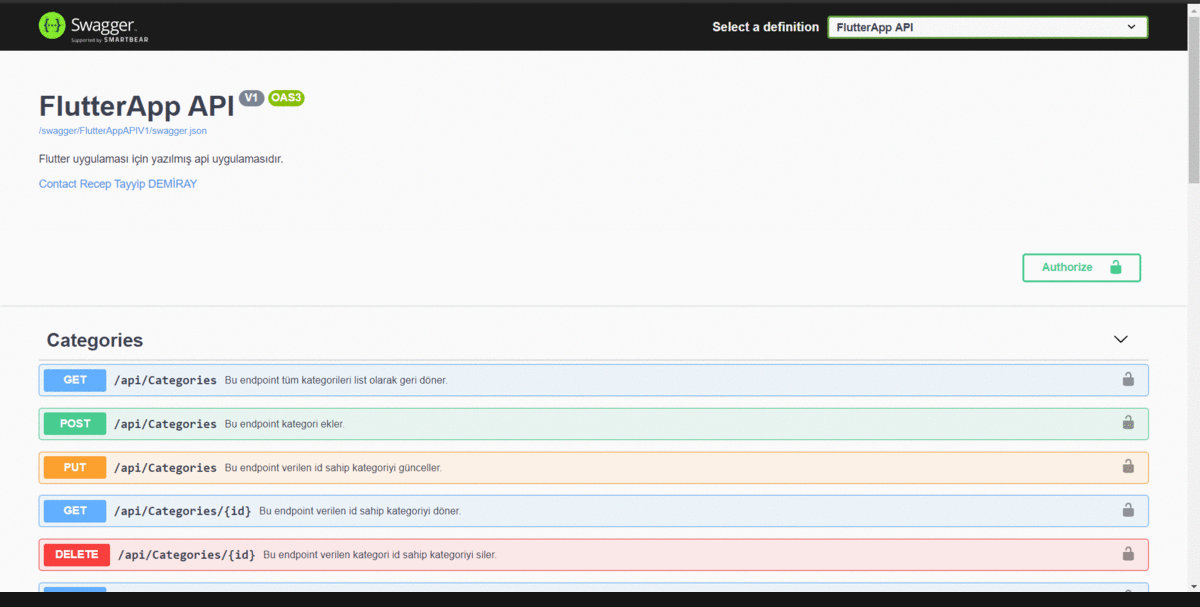 Swagger
Supported by SMARTBEAR
Select a definition
FlutterApp API
FlutterApp API V1 OAS3
/swagger/FlutterAppAPIV1/swagger.json
Flutter uygulaması için yazılmış api uygulamasıdır.
Contact Recep Tayyip DEMİRAY
Authorize
Categories
GET /api/Categories Bu endpoint tüm kategorileri list olarak geri döner.
POST /api/Categories Bu endpoint kategori ekler.
PUT /api/Categories Bu endpoint verilen id sahip kategoriyi günceller.
GET /api/Categories/{id} Bu endpoint verilen id sahip kategoriyi döner.
DELETE /api/Categories/{id} Bu endpoint verilen kategori id sahip kategoriyi siler.